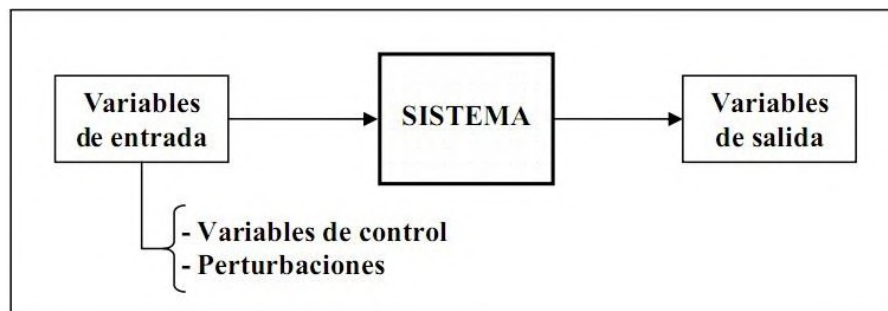 Variables
de entrada
SISTEMA
Variables
de salida
- Variables de control
- Perturbaciones